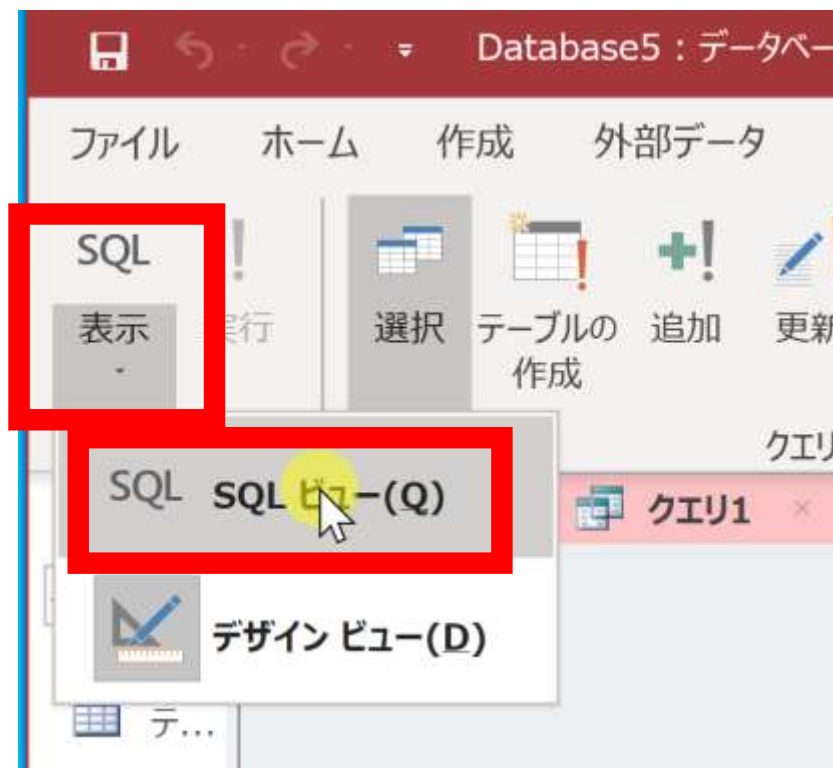 Database5：データベー
ファイル ホーム 作成 外部データ
SQL
表示 実行 選択 テーブルの作成 追加 更新
クエリ
SQL SQL ビュー(Q)
クエリ1
デザイン ビュー(D)
テ...